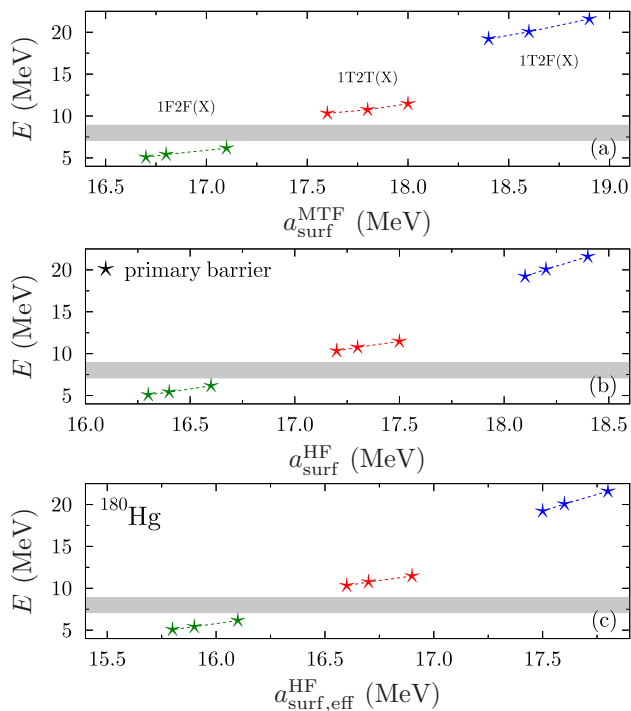 20
15
10
5
E (MeV)
1F2F(X)
1T2T(X)
1T2F(X)
(a)
16.5 17.0 17.5 18.0 18.5 19.0
a_surf^MTF (MeV)
20
15
10
5
E (MeV)
★ primary barrier
(b)
16.0 16.5 17.0 17.5 18.0 18.5
a_surf^HF (MeV)
20
15
10
5
E (MeV)
^180Hg
(c)
15.5 16.0 16.5 17.0 17.5
a_surf,eff^HF (MeV)